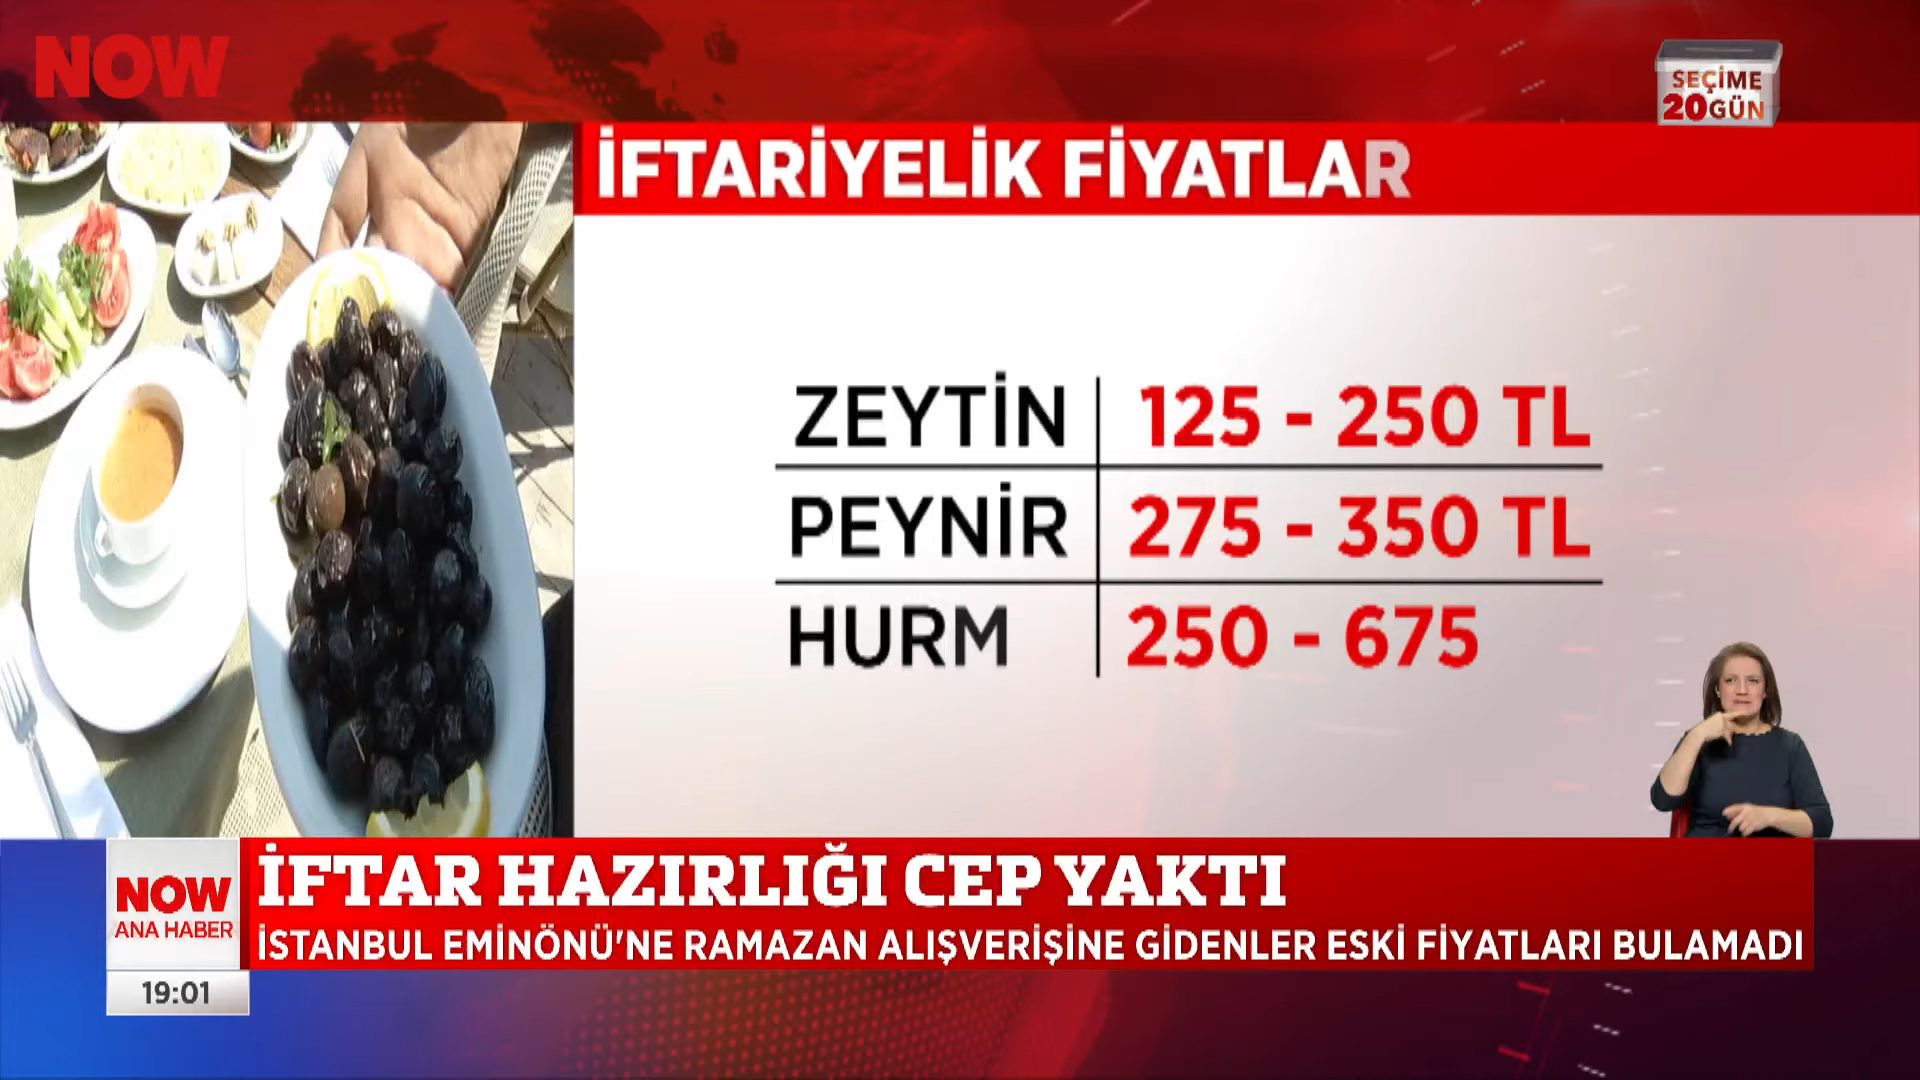 NOW
SEÇİME
20 GÜN
İFTARİYELİK FİYATLAR
ZEYTİN 125 - 250 TL
PEYNİR 275 - 350 TL
HURM 250 - 675
NOW
ANA HABER
İFTAR HAZIRLIĞI CEP YAKTI
İSTANBUL EMİNÖNÜ'NE RAMAZAN ALIŞVERİŞİNE GİDENLER ESKİ FİYATLARI BULAMADI
19:01